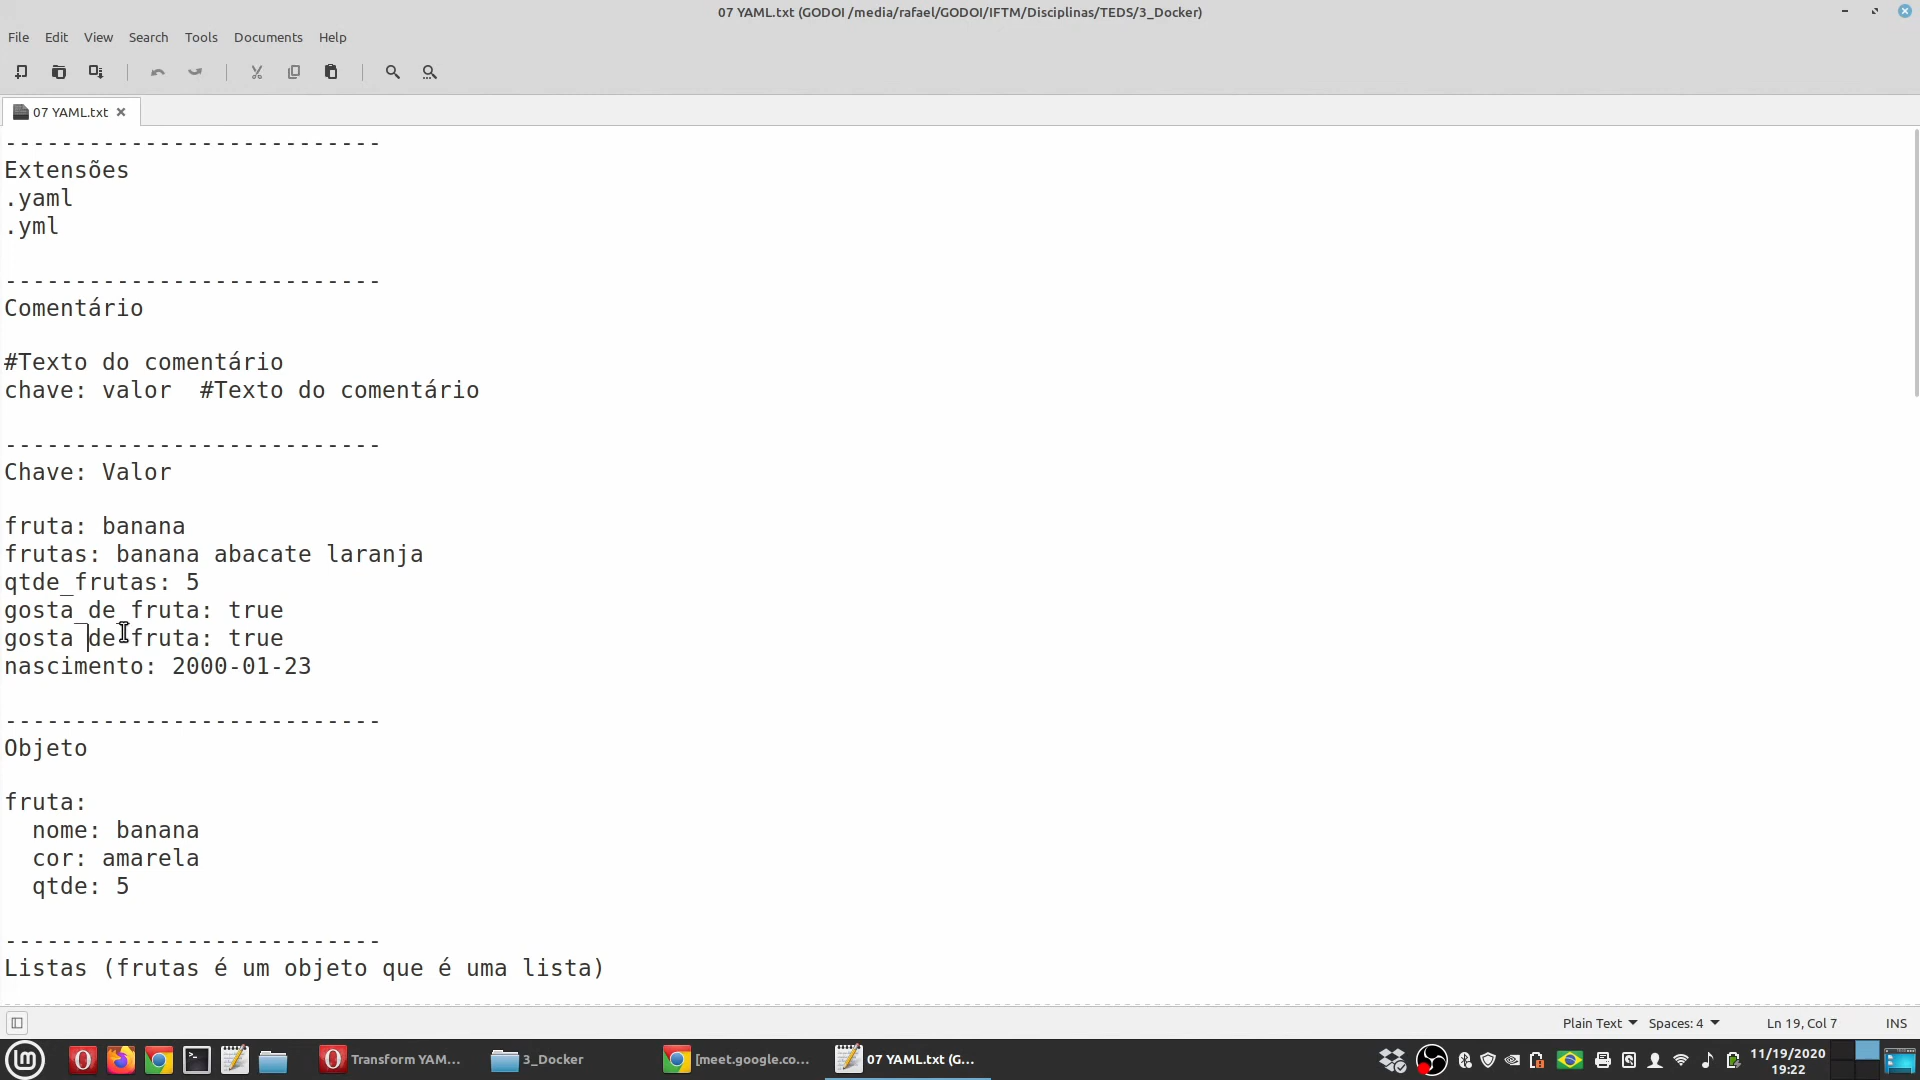 07 YAML.txt (GODOI /media/rafael/GODOI/IFTM/Disciplinas/TEDS/3_Docker)
File Edit View Search Tools Documents Help
07 YAML.txt
---------------------------
Extensões
.yaml
.yml
---------------------------
Comentário
#Texto do comentário
chave: valor  #Texto do comentário
---------------------------
Chave: Valor
fruta: banana
frutas: banana abacate laranja
qtde_frutas: 5
gosta_de_fruta: true
gosta de fruta: true
nascimento: 2000-01-23
---------------------------
Objeto
fruta:
  nome: banana
  cor: amarela
  qtde: 5
---------------------------
Listas (frutas é um objeto que é uma lista)
Plain Text Spaces: 4 Ln 19, Col 7 INS
Transform YAM... 3_Docker [meet.google.co... 07 YAML.txt (G... 11/19/2020
19:22